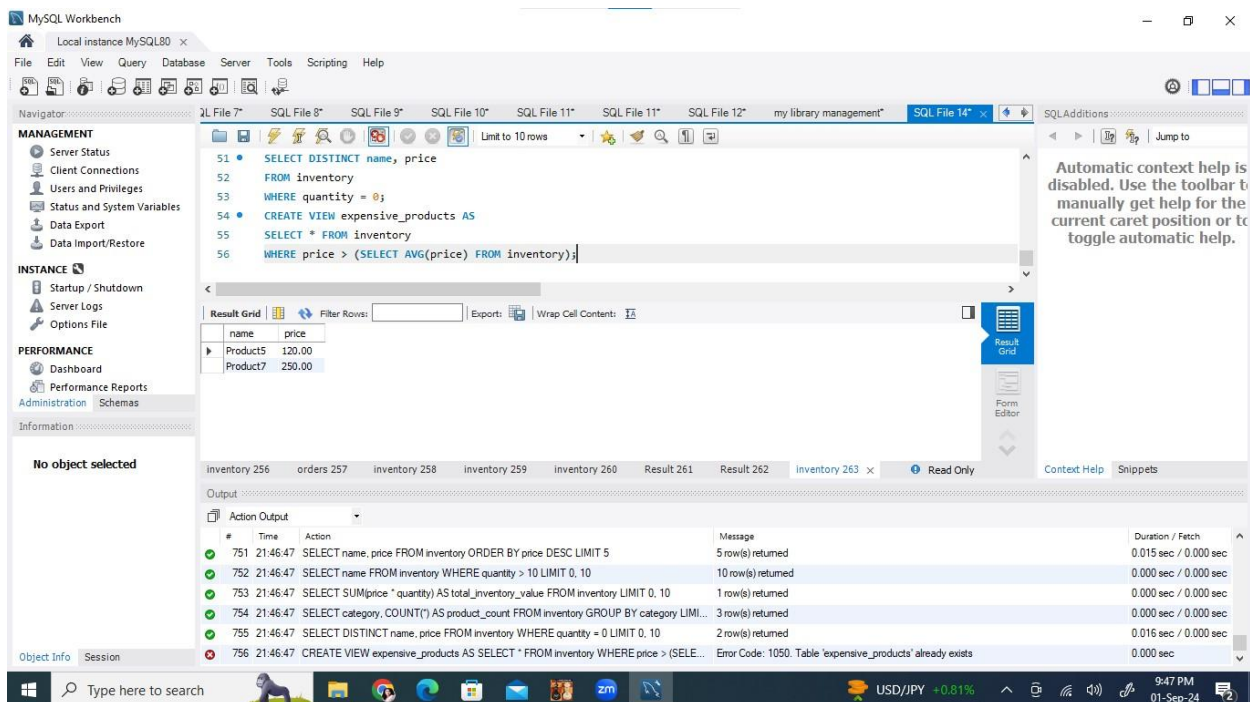 MySQL Workbench
Local instance MySQL80
File Edit View Query Database Server Tools Scripting Help
Navigator
QL File 7* SQL File 8* SQL File 9* SQL File 10* SQL File 11* SQL File 11* SQL File 12* my library management* SQL File 14*
SQLAdditions
MANAGEMENT
Server Status
Client Connections
Users and Privileges
Status and System Variables
Data Export
Data Import/Restore
INSTANCE
Startup / Shutdown
Server Logs
Options File
PERFORMANCE
Dashboard
Performance Reports
Administration Schemas
Information
No object selected
Object Info Session
Limit to 10 rows
51 SELECT DISTINCT name, price
52 FROM inventory
53 WHERE quantity = 0;
54 CREATE VIEW expensive_products AS
55 SELECT * FROM inventory
56 WHERE price > (SELECT AVG(price) FROM inventory);
Result Grid Filter Rows: Export: Wrap Cell Content:
name price
Product5 120.00
Product7 250.00
Result
Grid
Form
Editor
inventory 256 orders 257 inventory 258 inventory 259 inventory 260 Result 261 Result 262 inventory 263 Read Only
Jump to
Automatic context help is
disabled. Use the toolbar t
manually get help for the
current caret position or to
toggle automatic help.
Context Help Snippets
Output
Action Output
# Time Action Message Duration / Fetch
751 21:46:47 SELECT name, price FROM inventory ORDER BY price DESC LIMIT 5 5 row(s) returned 0.015 sec / 0.000 sec
752 21:46:47 SELECT name FROM inventory WHERE quantity > 10 LIMIT 0, 10 10 row(s) returned 0.000 sec / 0.000 sec
753 21:46:47 SELECT SUM(price * quantity) AS total_inventory_value FROM inventory LIMIT 0, 10 1 row(s) returned 0.000 sec / 0.000 sec
754 21:46:47 SELECT category, COUNT(*) AS product_count FROM inventory GROUP BY category LIMI... 3 row(s) returned 0.000 sec / 0.000 sec
755 21:46:47 SELECT DISTINCT name, price FROM inventory WHERE quantity = 0 LIMIT 0, 10 2 row(s) returned 0.016 sec / 0.000 sec
756 21:46:47 CREATE VIEW expensive_products AS SELECT * FROM inventory WHERE price > (SELE... Error Code: 1050. Table 'expensive_products' already exists 0.000 sec
Type here to search
zm
USD/JPY +0.81%
9:47 PM
01-Sep-24
2